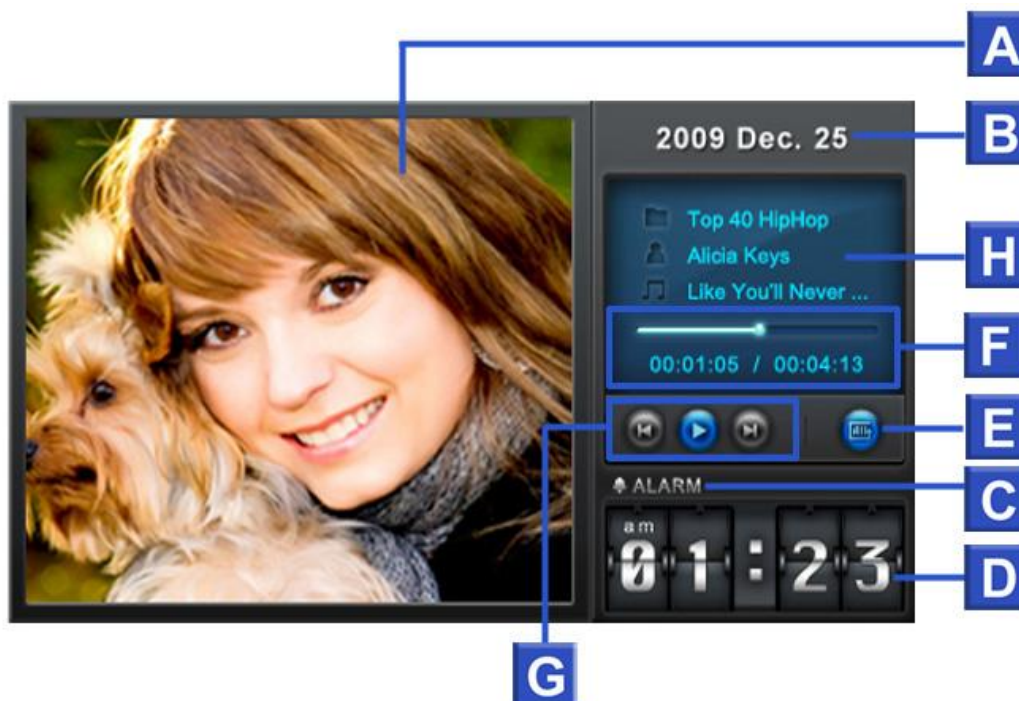 A
2009 Dec. 25
B
Top 40 HipHop
Alicia Keys
H
Like You'll Never ...
F
00:01:05 / 00:04:13
E
ALARM
C
am
01:23
D
G